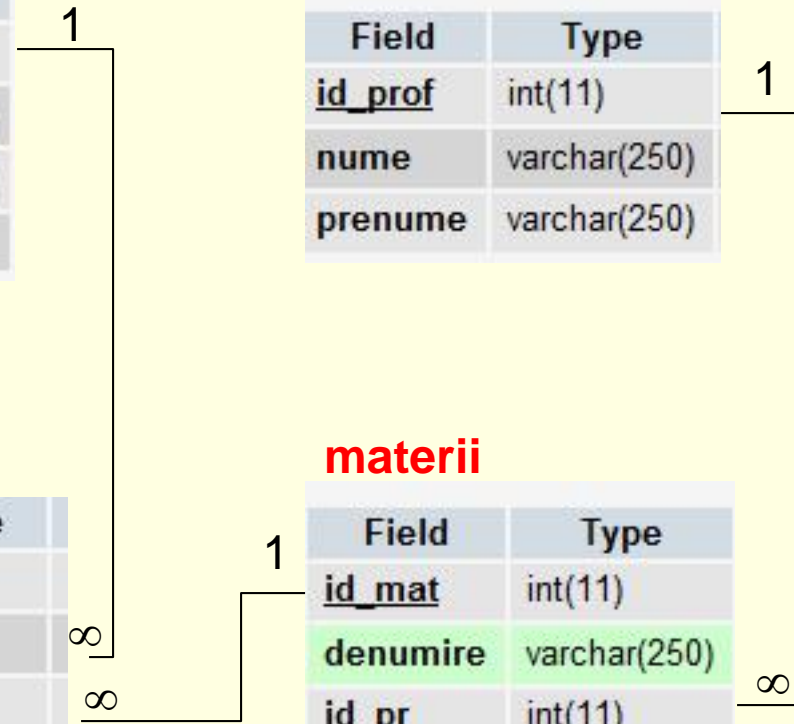 1
Field Type
id_prof int(11)
1
nume varchar(250)
prenume varchar(250)
materii
Field Type
1
id_mat int(11)
∞
denumire varchar(250)
∞
∞
id_pr int(11)